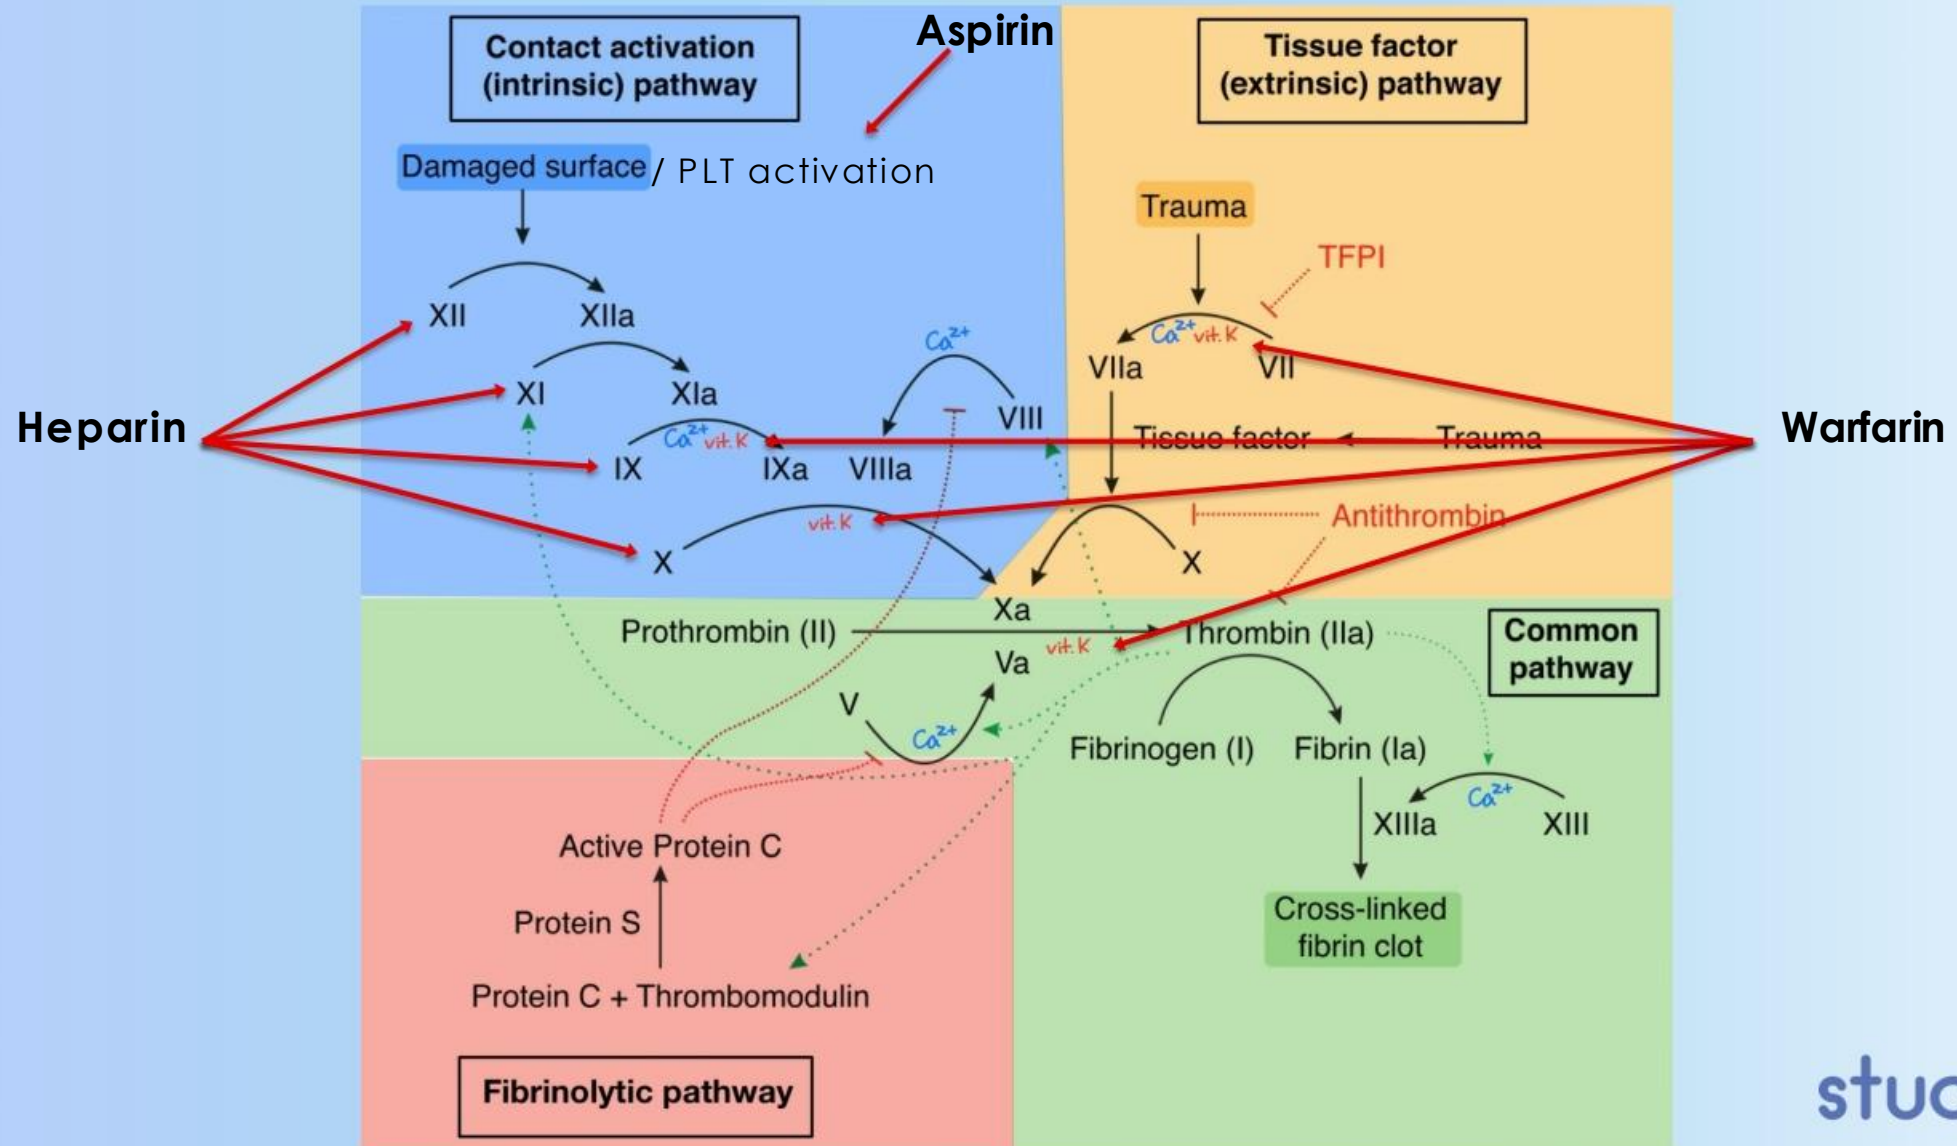 Aspirin
Contact activation
(intrinsic) pathway
Tissue factor
(extrinsic) pathway
Damaged surface / PLT activation
Trauma
TFPI
XII
XIIa
Ca2+
Ca2+ vit. K
VIIa
VII
XI
XIa
VIII
Heparin
Warfarin
Ca2+ vit. K
Tissue factor
Trauma
IX
IXa
VIIIa
vit. K
Antithrombin
X
X
Xa
Prothrombin (II)
Thrombin (IIa)
Common
pathway
vit. K
Va
V
Ca2+
Fibrinogen (I)
Fibrin (Ia)
Ca2+
XIIIa
XIII
Active Protein C
Protein S
Cross-linked
fibrin clot
Protein C + Thrombomodulin
Fibrinolytic pathway